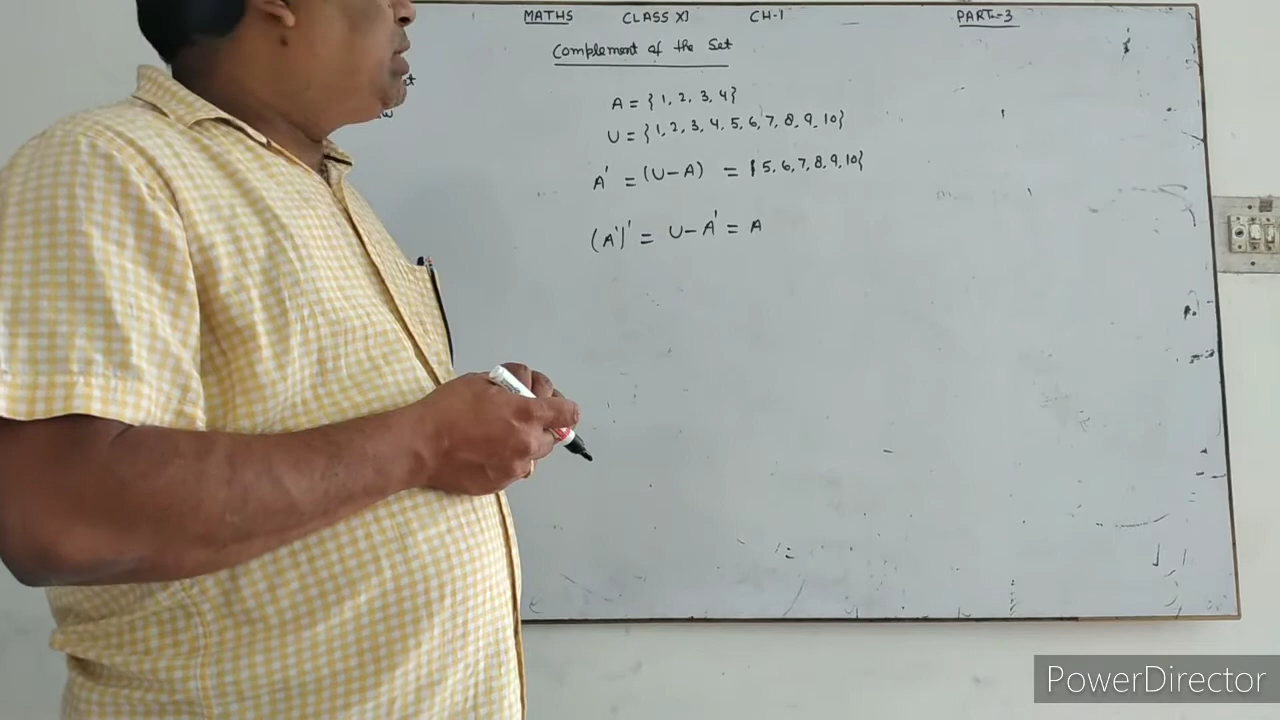 MATHS CLASS XI CH-1 PART-3
Complement of the Set
A = { 1, 2, 3, 4}
U = { 1, 2, 3, 4, 5, 6, 7, 8, 9, 10}
A' = (U-A) = { 5, 6, 7, 8, 9, 10}
(A')' = U-A' = A
PowerDirector